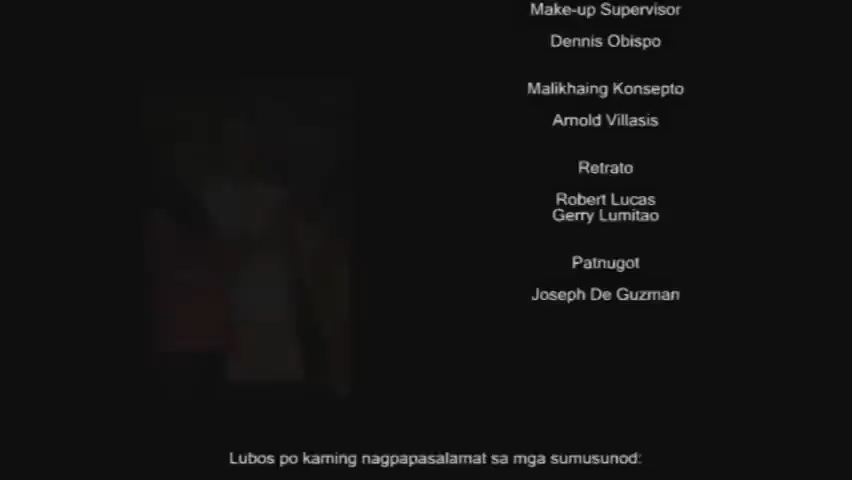 Make-up Supervisor
Dennis Obispo
Malikhaing Konsepto
Arnold Villasis
Retrato
Robert Lucas
Gerry Lumitao
Patnugot
Joseph De Guzman
Lubos po kaming nagpapasalamat sa mga sumusunod: